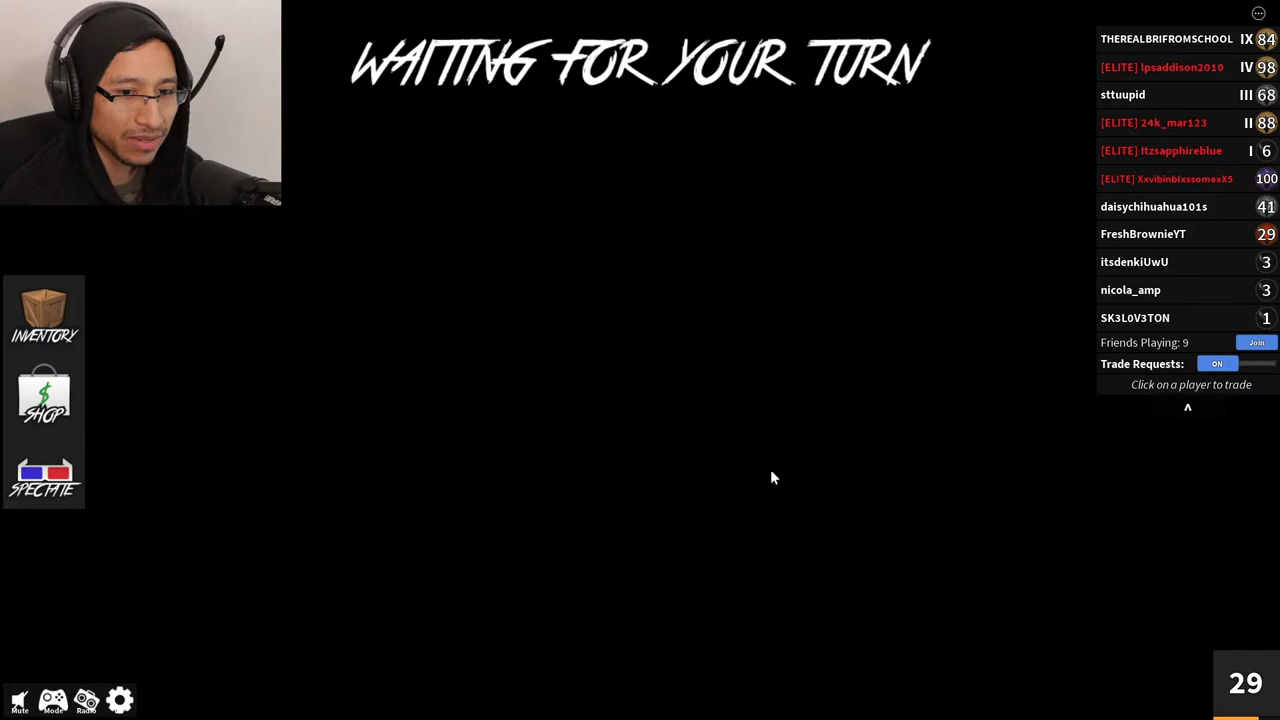 WAITING FOR YOUR TURN
THEREALBRIFROMSCHOOL IX 84
[ELITE] lpsaddison2010 IV 98
sttuupid III 68
[ELITE] 24k_mar123 II 88
[ELITE] Itzsapphireblue I 6
[ELITE] XxvibinblxssomexX5 100
daisychihuahua101s 41
FreshBrownieYT 29
itsdenkiUwU 3
nicola_amp 3
SK3L0V3TON 1
Friends Playing: 9 Join
Trade Requests: ON
Click on a player to trade
^
INVENTORY
$
SHOP
SPECTATE
Mute Mode Radio
29